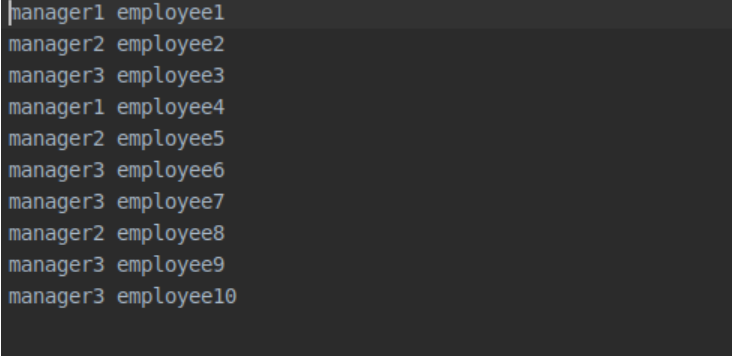 manager1 employee1
manager2 employee2
manager3 employee3
manager1 employee4
manager2 employee5
manager3 employee6
manager3 employee7
manager2 employee8
manager3 employee9
manager3 employee10